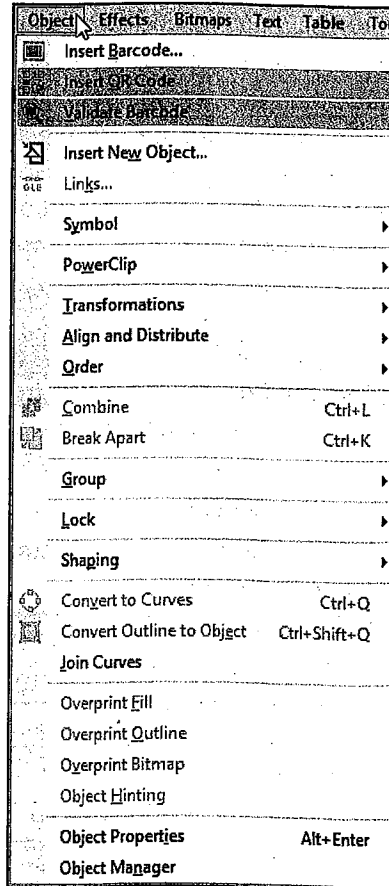 Object Effects Bitmaps Text Table To
Insert Barcode...
Insert QR Code
Validate Barcode
Insert New Object...
OLE Links...
Symbol
PowerClip
Transformations
Align and Distribute
Order
Combine Ctrl+L
Break Apart Ctrl+K
Group
Lock
Shaping
Convert to Curves Ctrl+Q
Convert Outline to Object Ctrl+Shift+Q
Join Curves
Overprint Fill
Overprint Outline
Overprint Bitmap
Object Hinting
Object Properties Alt+Enter
Object Manager